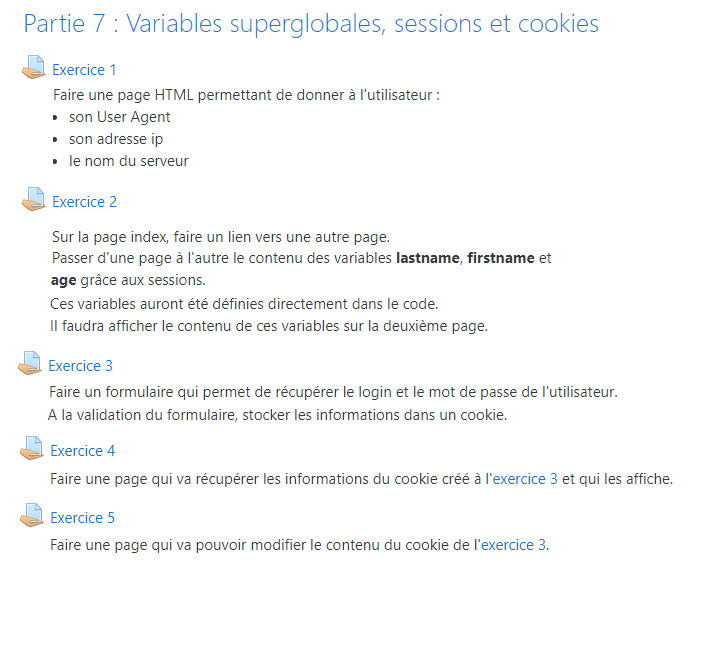 Partie 7 : Variables superglobales, sessions et cookies
Exercice 1
Faire une page HTML permettant de donner à l'utilisateur :
• son User Agent
• son adresse ip
• le nom du serveur
Exercice 2
Sur la page index, faire un lien vers une autre page.
Passer d'une page à l'autre le contenu des variables lastname, firstname et
age grâce aux sessions.
Ces variables auront été définies directement dans le code.
Il faudra afficher le contenu de ces variables sur la deuxième page.
Exercice 3
Faire un formulaire qui permet de récupérer le login et le mot de passe de l'utilisateur.
A la validation du formulaire, stocker les informations dans un cookie.
Exercice 4
Faire une page qui va récupérer les informations du cookie créé à l'exercice 3 et qui les affiche.
Exercice 5
Faire une page qui va pouvoir modifier le contenu du cookie de l'exercice 3.